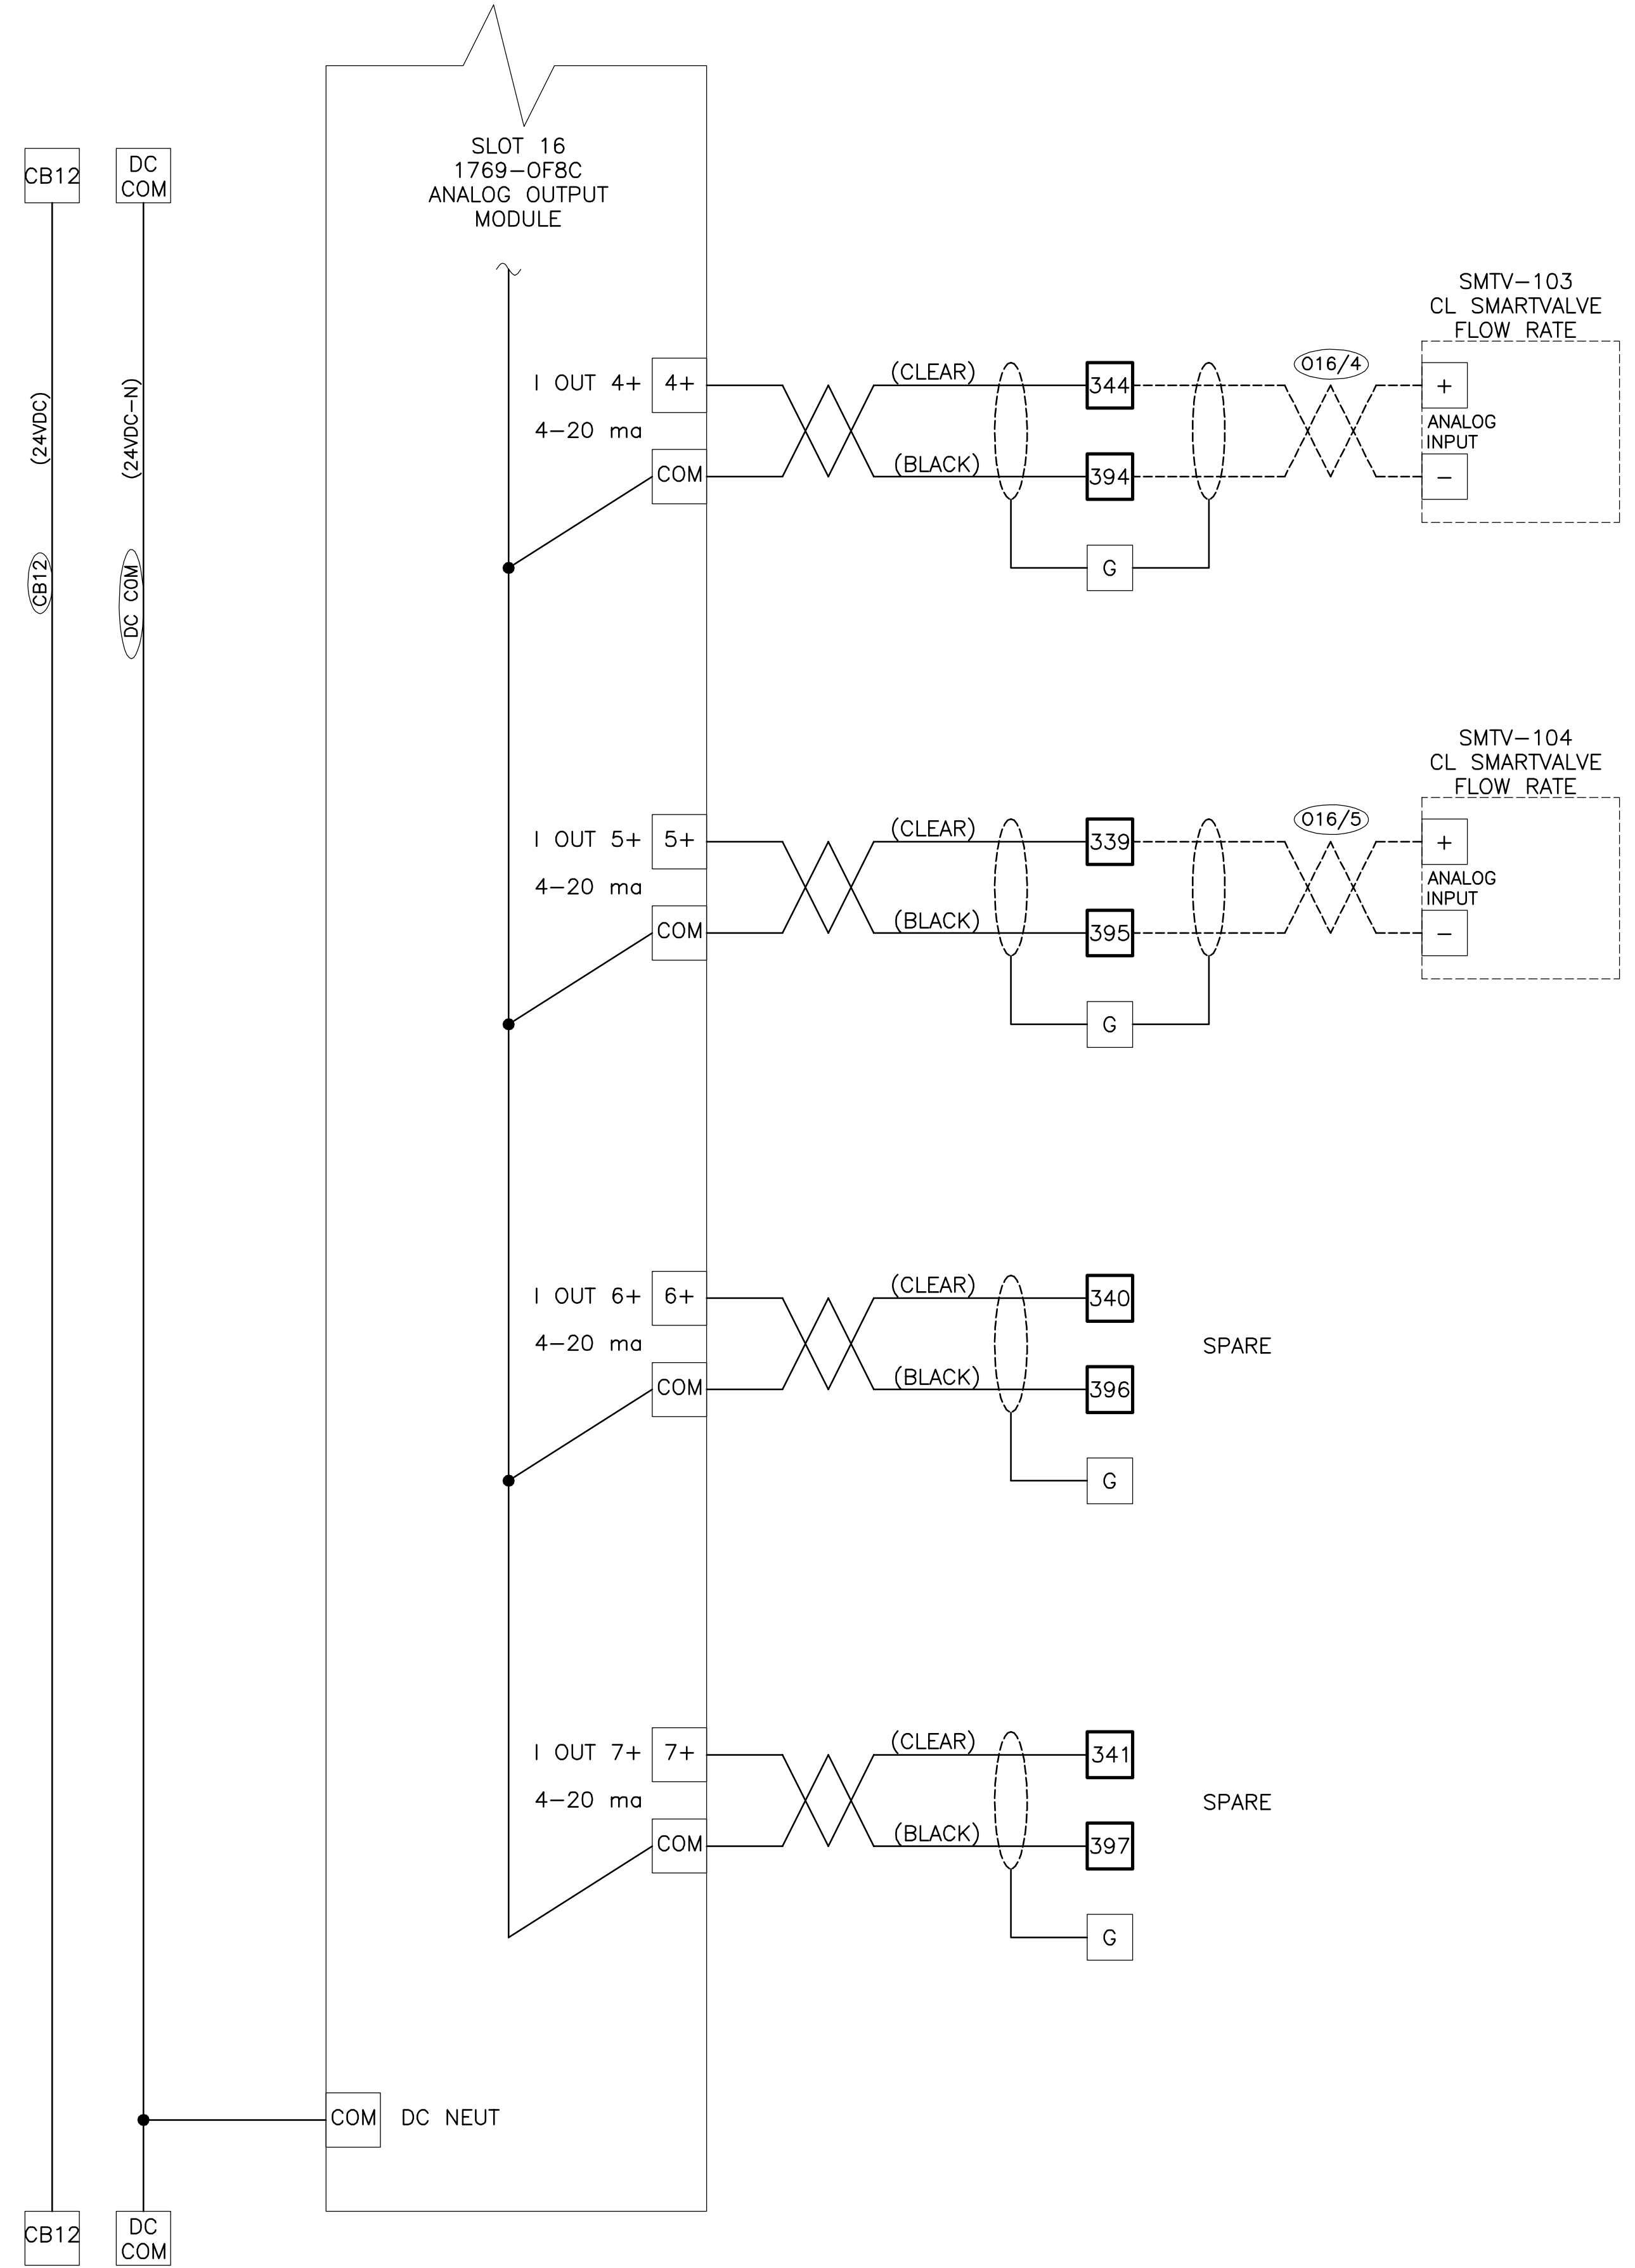 CB12
DC
COM
SLOT 16
1769-OF8C
ANALOG OUTPUT
MODULE
(24VDC)
(24VDC-N)
CB12
DC COM
SMTV-103
CL SMARTVALVE
FLOW RATE
I OUT 4+
4+
(CLEAR)
344
O16/4
+
4-20 ma
ANALOG
INPUT
COM
(BLACK)
394
-
G
SMTV-104
CL SMARTVALVE
FLOW RATE
I OUT 5+
5+
(CLEAR)
339
O16/5
+
4-20 ma
ANALOG
INPUT
COM
(BLACK)
395
-
G
I OUT 6+
6+
(CLEAR)
340
4-20 ma
SPARE
COM
(BLACK)
396
G
I OUT 7+
7+
(CLEAR)
341
4-20 ma
SPARE
COM
(BLACK)
397
G
COM
DC NEUT
CB12
DC
COM